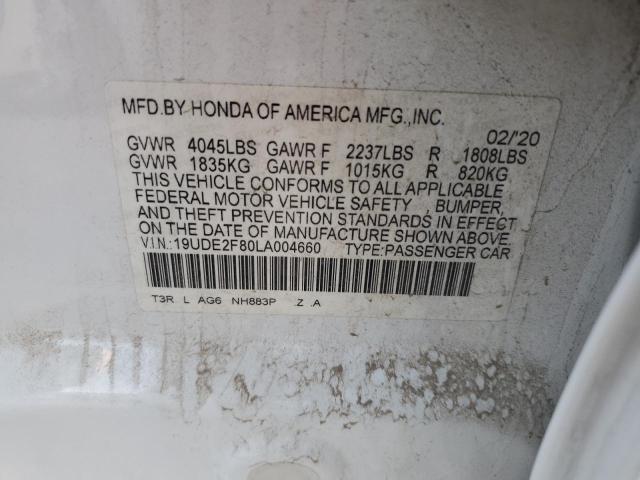 MFD.BY HONDA OF AMERICA MFG.,INC.
02/'20
GVWR 4045LBS GAWR F 2237LBS R 1808LBS
GVWR 1835KG GAWR F 1015KG R 820KG
THIS VEHICLE CONFORMS TO ALL APPLICABLE
FEDERAL MOTOR VEHICLE SAFETY , BUMPER,
AND THEFT PREVENTION STANDARDS IN EFFECT
ON THE DATE OF MANUFACTURE SHOWN ABOVE.
V.I.N.:19UDE2F80LA004660 TYPE:PASSENGER CAR
T3R L AG6 NH883P Z .A